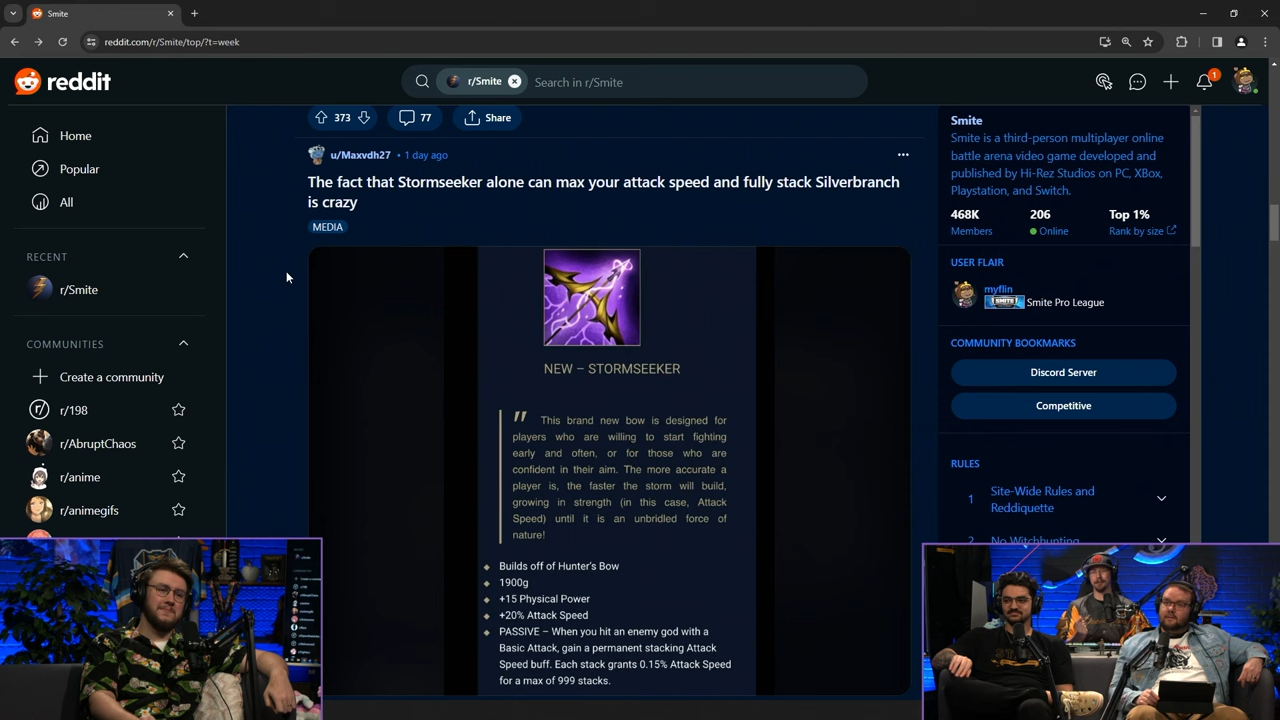 Smite
reddit.com/r/Smite/top/?t=week
reddit
r/Smite
Search in r/Smite
1
Home
Popular
All
RECENT
r/Smite
COMMUNITIES
Create a community
r/198
r/AbruptChaos
r/anime
r/animegifs
373
77
Share
u/Maxvdh27 • 1 day ago
The fact that Stormseeker alone can max your attack speed and fully stack Silverbranch
is crazy
MEDIA
NEW – STORMSEEKER
" This brand new bow is designed for
players who are willing to start fighting
early and often, or for those who are
confident in their aim. The more accurate a
player is, the faster the storm will build,
growing in strength (in this case, Attack
Speed) until it is an unbridled force of
nature!
Builds off of Hunter's Bow
1900g
+15 Physical Power
+20% Attack Speed
PASSIVE – When you hit an enemy god with a
Basic Attack, gain a permanent stacking Attack
Speed buff. Each stack grants 0.15% Attack Speed
for a max of 999 stacks.
Smite
Smite is a third-person multiplayer online
battle arena video game developed and
published by Hi-Rez Studios on PC, XBox,
Playstation, and Switch.
468K 206 Top 1%
Members Online Rank by size
USER FLAIR
myflin
Smite Pro League
COMMUNITY BOOKMARKS
Discord Server
Competitive
RULES
1 Site-Wide Rules and
Reddiquette
2 No Witchhunting